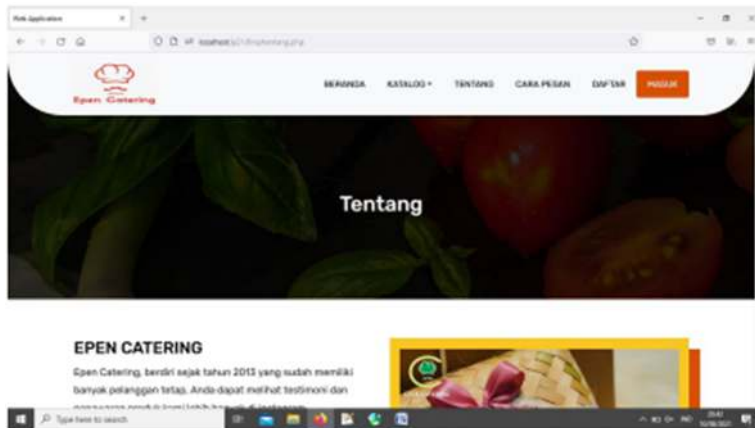 Web Application
localhost
Epen Catering
BERANDA
KATALOG
TENTANG
CARA PESAN
DAFTAR
MASUK
Tentang
EPEN CATERING
Epen Catering, berdiri sejak tahun 2013 yang sudah memiliki
banyak pelanggan tetap. Anda dapat melihat testimoni dan
Type here to search